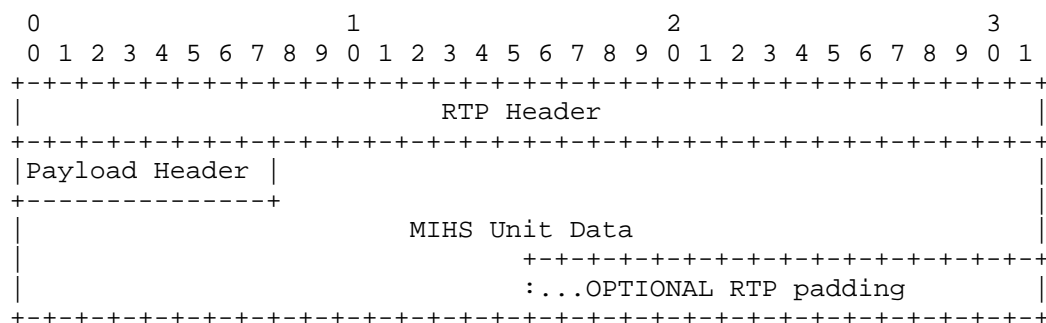 0                   1                   2                   3
 0 1 2 3 4 5 6 7 8 9 0 1 2 3 4 5 6 7 8 9 0 1 2 3 4 5 6 7 8 9 0 1
+-+-+-+-+-+-+-+-+-+-+-+-+-+-+-+-+-+-+-+-+-+-+-+-+-+-+-+-+-+-+-+-+
|                          RTP Header                           |
+-+-+-+-+-+-+-+-+-+-+-+-+-+-+-+-+-+-+-+-+-+-+-+-+-+-+-+-+-+-+-+-+
|Payload Header |                                               |
+---------------+                                               |
|                        MIHS Unit Data                         |
|                               +-+-+-+-+-+-+-+-+-+-+-+-+-+-+-+-+
|                               :...OPTIONAL RTP padding        |
+-+-+-+-+-+-+-+-+-+-+-+-+-+-+-+-+-+-+-+-+-+-+-+-+-+-+-+-+-+-+-+-+